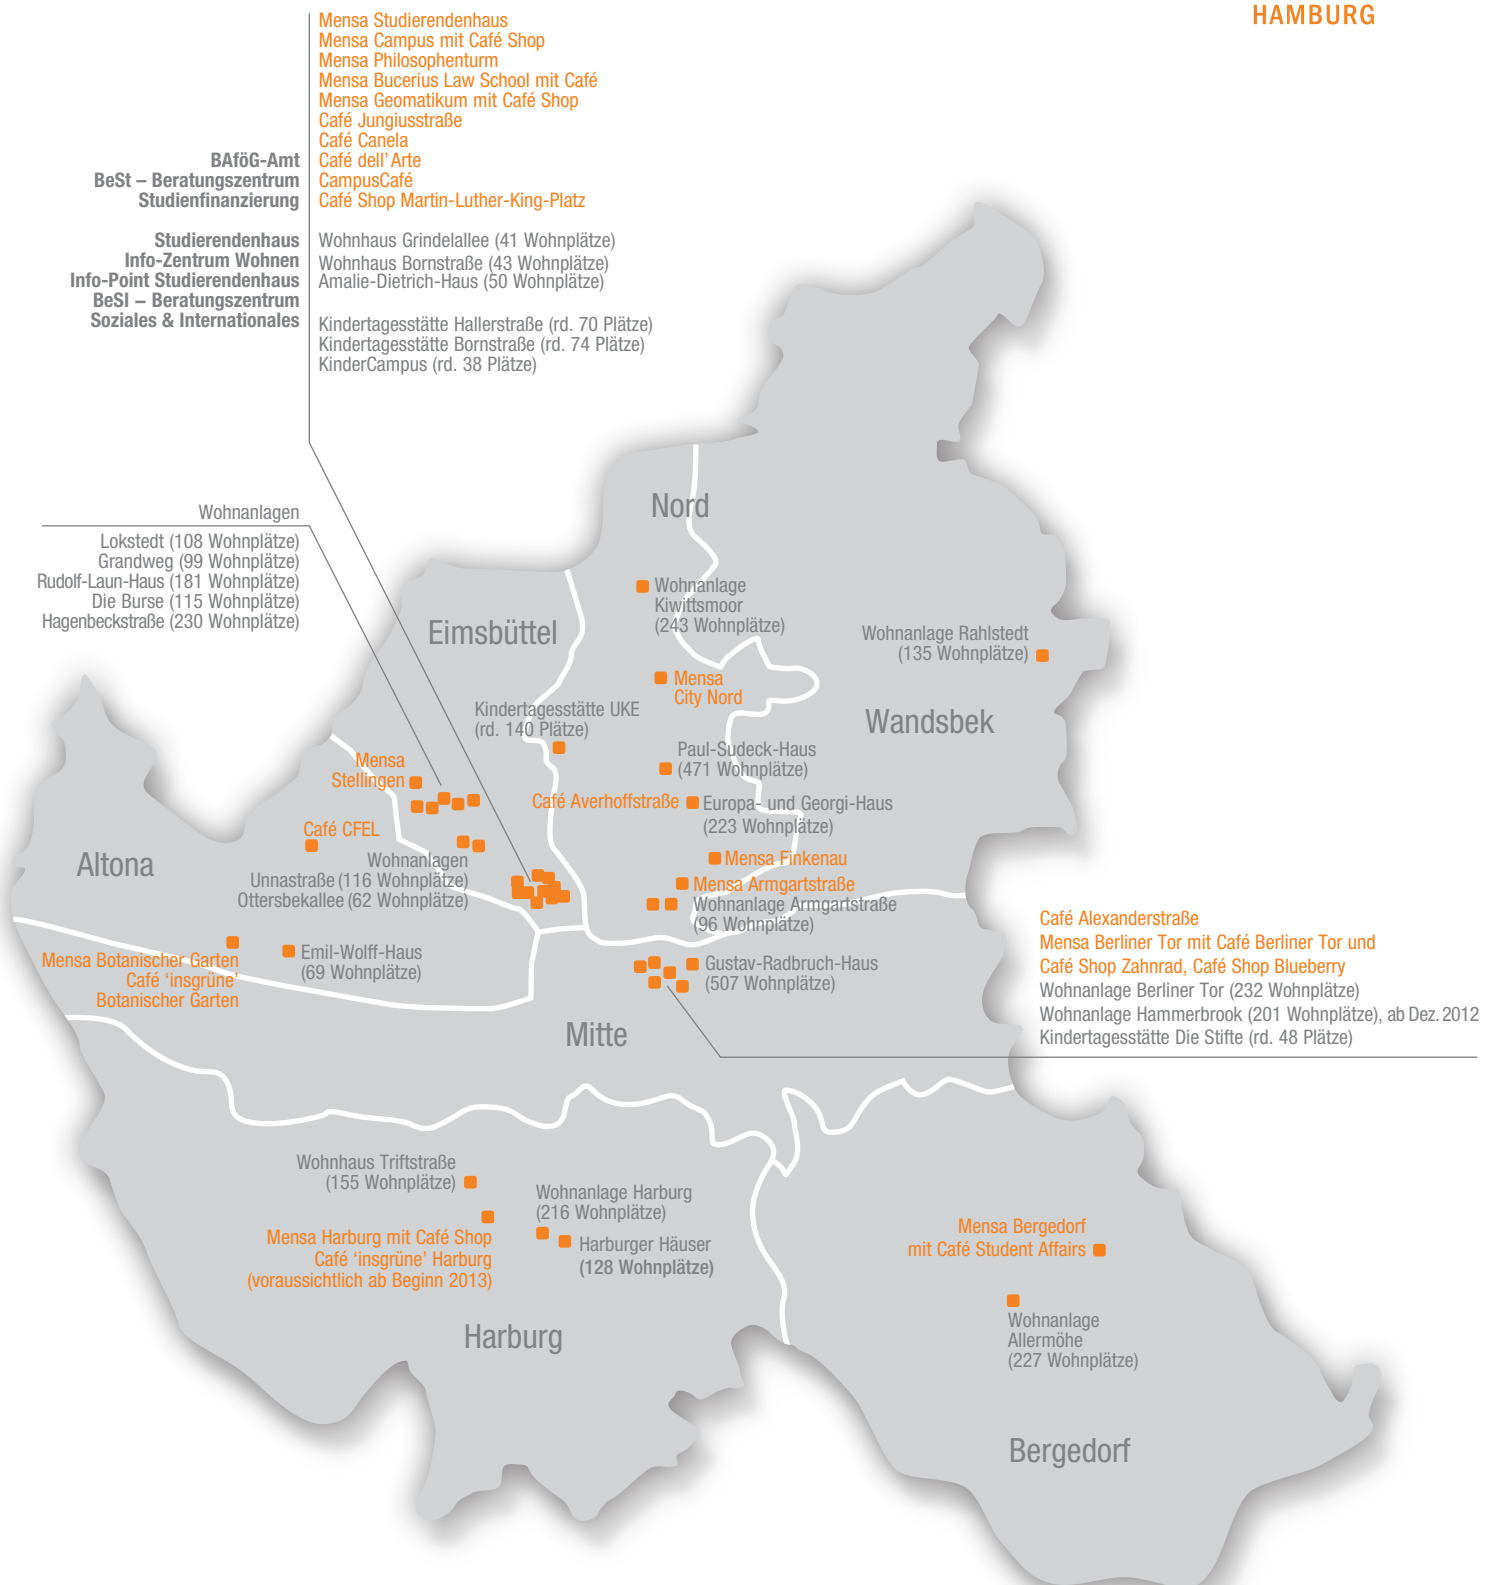 HAMBURG
Mensa Studierendenhaus
Mensa Campus mit Café Shop
Mensa Philosophenturm
Mensa Bucerius Law School mit Café
Mensa Geomatikum mit Café Shop
Café Jungiusstraße
Café Canela
Café dell' Arte
CampusCafé
Café Shop Martin-Luther-King-Platz
BAföG-Amt
BeSt – Beratungszentrum
Studienfinanzierung
Studierendenhaus
Info-Zentrum Wohnen
Info-Point Studierendenhaus
BeSI – Beratungszentrum
Soziales & Internationales
Wohnhaus Grindelallee (41 Wohnplätze)
Wohnhaus Bornstraße (43 Wohnplätze)
Amalie-Dietrich-Haus (50 Wohnplätze)
Kindertagesstätte Hallerstraße (rd. 70 Plätze)
Kindertagesstätte Bornstraße (rd. 74 Plätze)
KinderCampus (rd. 38 Plätze)
Wohnanlagen
Lokstedt (108 Wohnplätze)
Grandweg (99 Wohnplätze)
Rudolf-Laun-Haus (181 Wohnplätze)
Die Burse (115 Wohnplätze)
Hagenbeckstraße (230 Wohnplätze)
Nord
Wohnanlage
Kiwittsmoor
(243 Wohnplätze)
Eimsbüttel
Wohnanlage Rahlstedt
(135 Wohnplätze)
Mensa
City Nord
Wandsbek
Kindertagesstätte UKE
(rd. 140 Plätze)
Paul-Sudeck-Haus
(471 Wohnplätze)
Mensa
Stellingen
Café Averhoffstraße
Europa- und Georgi-Haus
(223 Wohnplätze)
Café CFEL
Altona
Wohnanlagen
Unnastraße (116 Wohnplätze)
Ottersbekallee (62 Wohnplätze)
Mensa Finkenau
Mensa Armgartstraße
Wohnanlage Armgartstraße
(96 Wohnplätze)
Mensa Botanischer Garten
Café ‘insgrüne’
Botanischer Garten
Emil-Wolff-Haus
(69 Wohnplätze)
Gustav-Radbruch-Haus
(507 Wohnplätze)
Café Alexanderstraße
Mensa Berliner Tor mit Café Berliner Tor und
Café Shop Zahnrad, Café Shop Blueberry
Wohnanlage Berliner Tor (232 Wohnplätze)
Wohnanlage Hammerbrook (201 Wohnplätze), ab Dez. 2012
Kindertagesstätte Die Stifte (rd. 48 Plätze)
Mitte
Wohnhaus Triftstraße
(155 Wohnplätze)
Wohnanlage Harburg
(216 Wohnplätze)
Mensa Harburg mit Café Shop
Café ‘insgrüne’ Harburg
(voraussichtlich ab Beginn 2013)
Harburger Häuser
(128 Wohnplätze)
Mensa Bergedorf
mit Café Student Affairs
Harburg
Wohnanlage
Allermöhe
(227 Wohnplätze)
Bergedorf